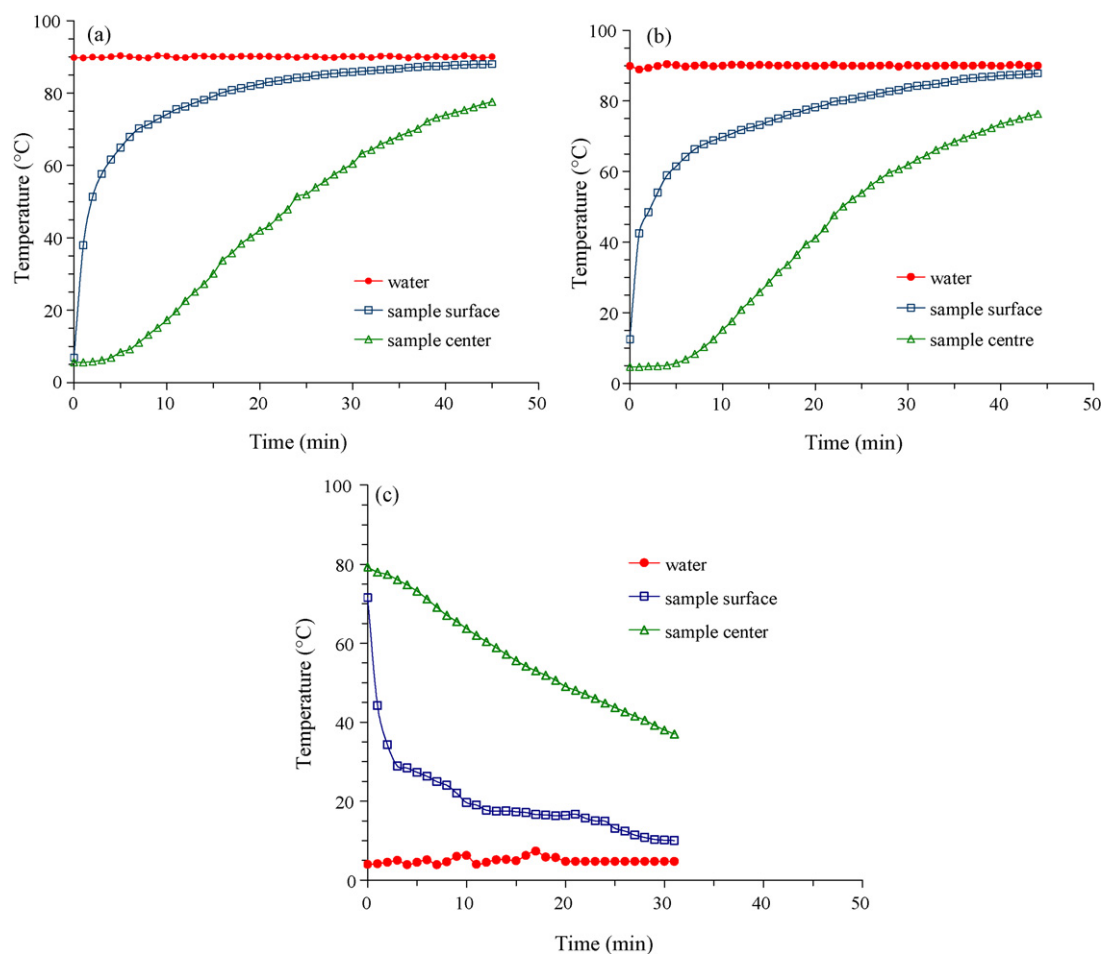 (a)
100
80
60
40
20
0
Temperature (°C)
water
sample surface
sample center
0 10 20 30 40 50
Time (min)
(b)
100
80
60
40
20
0
Temperature (°C)
water
sample surface
sample centre
0 10 20 30 40 50
Time (min)
(c)
100
80
60
40
20
0
Temperature (°C)
water
sample surface
sample center
0 10 20 30 40 50
Time (min)